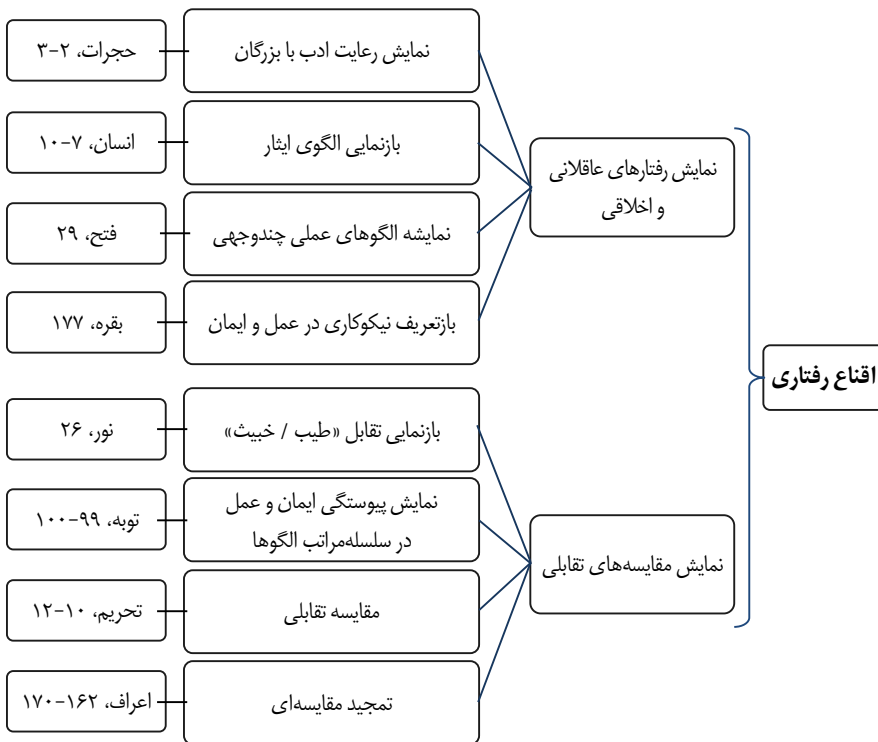 اقناع رفتاری
نمایش رفتارهای عاقلانی
و اخلاقی
نمایش رعایت ادب با بزرگان
حجرات، ۲-۳
بازنمایی الگوی ایثار
انسان، ۷-۱۰
نمایشه الگوهای عملی چندوجهی
فتح، ۲۹
بازتعریف نیکوکاری در عمل و ایمان
بقره، ۱۷۷
نمایش مقایسه‌های تقابلی
بازنمایی تقابل «طیب / خبیث»
نور، ۲۶
نمایش پیوستگی ایمان و عمل
در سلسله‌مراتب الگوها
توبه، ۹۹-۱۰۰
مقایسه تقابلی
تحریم، ۱۰-۱۲
تمجید مقایسه‌ای
اعراف، ۱۶۲-۱۷۰